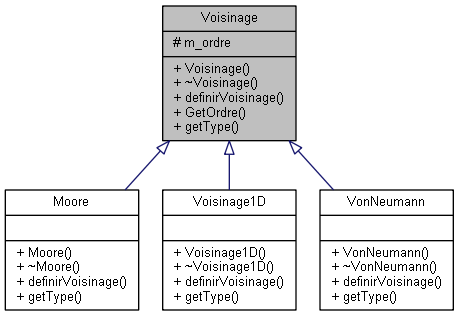 Voisinage
# m_ordre
+ Voisinage()
+ ~Voisinage()
+ definirVoisinage()
+ GetOrdre()
+ getType()
Moore
+ Moore()
+ ~Moore()
+ definirVoisinage()
+ getType()
Voisinage1D
+ Voisinage1D()
+ ~Voisinage1D()
+ definirVoisinage()
+ getType()
VonNeumann
+ VonNeumann()
+ ~VonNeumann()
+ definirVoisinage()
+ getType()